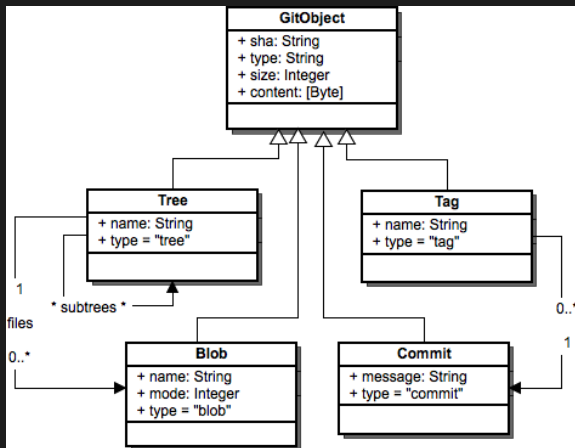 GitObject
+ sha: String
+ type: String
+ size: Integer
+ content: [Byte]
Tree
+ name: String
+ type = "tree"
Tag
+ name: String
+ type = "tag"
1
* subtrees *
files
0..*
0..*
1
Blob
+ name: String
+ mode: Integer
+ type = "blob"
Commit
+ message: String
+ type = "commit"